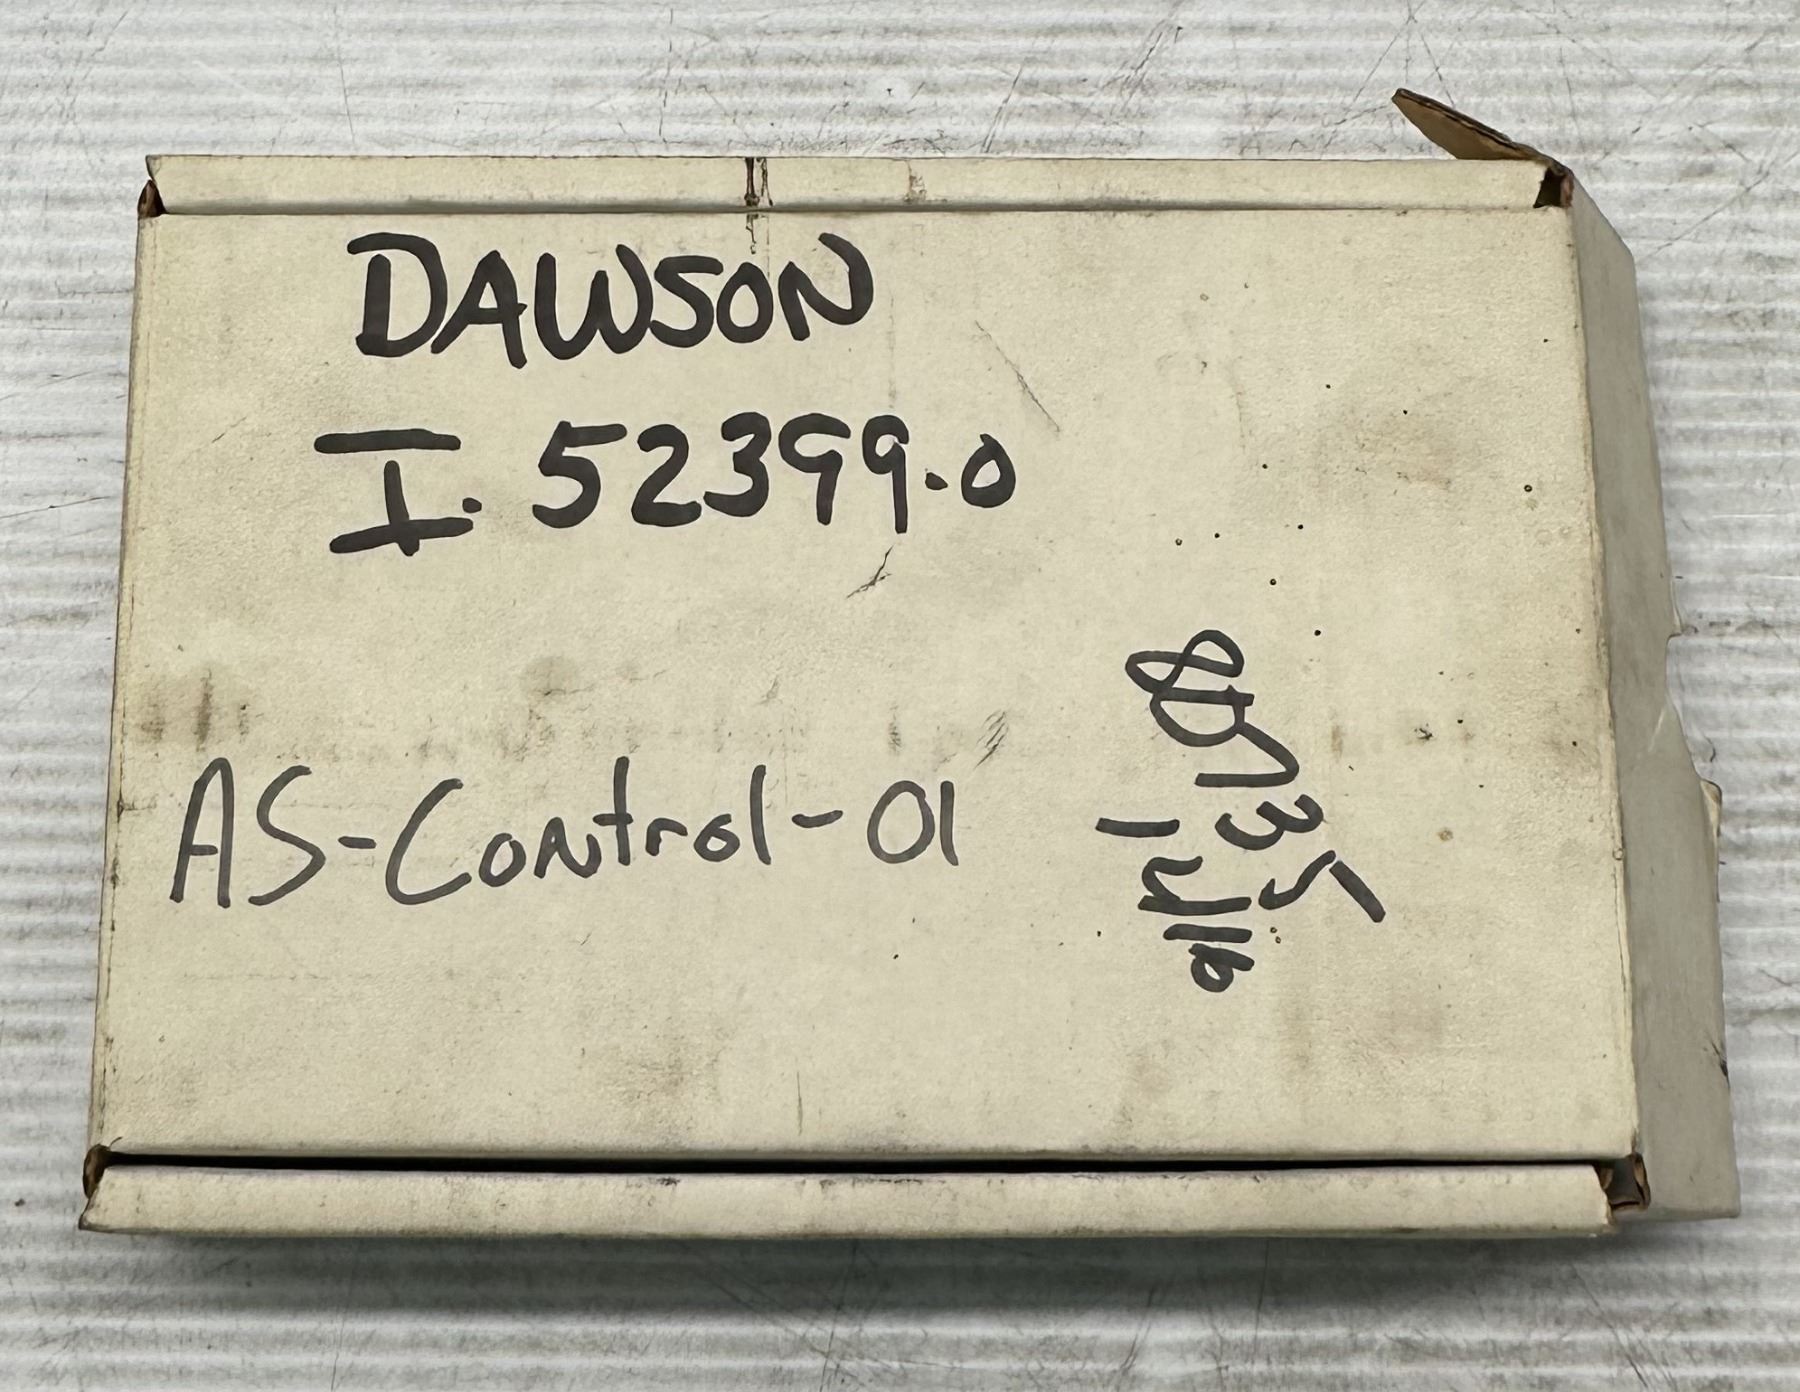 DAWSON
I. 52399.0
AS-Control-01